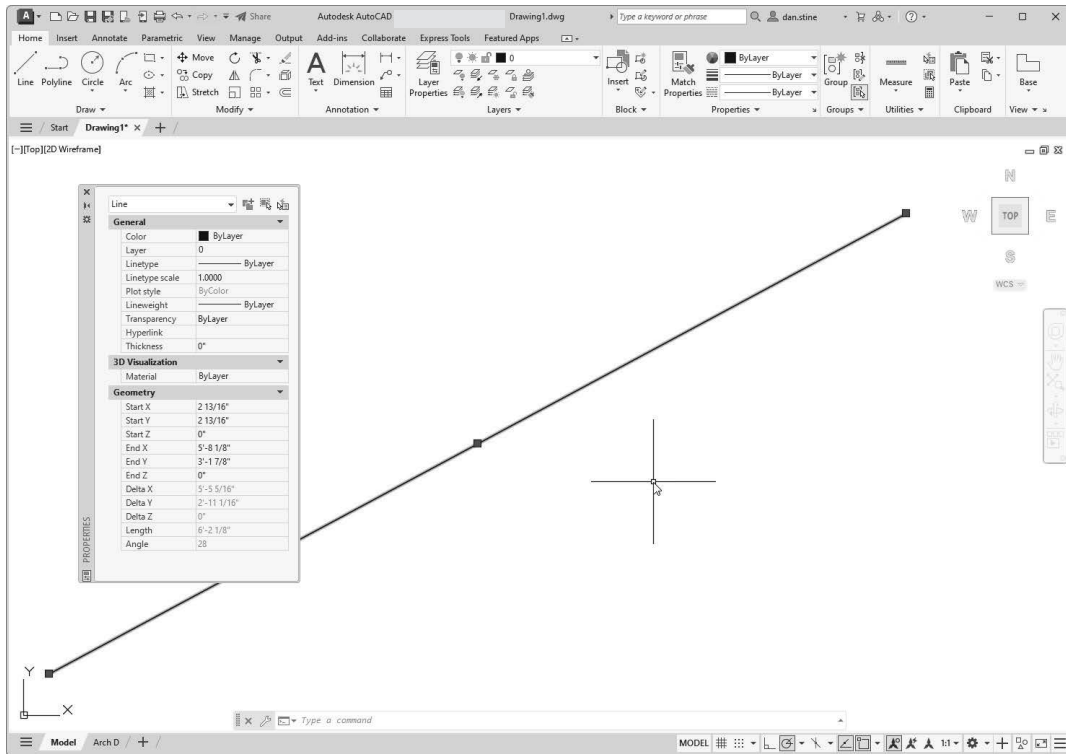 A Share Autodesk AutoCAD Drawing1.dwg Type a keyword or phrase dan.stine
Home Insert Annotate Parametric View Manage Output Add-ins Collaborate Express Tools Featured Apps
Line Polyline Circle Arc Move Copy Stretch Text Dimension Layer Properties 0 Insert Match Properties ByLayer ByLayer ByLayer Group Measure Paste Base
Draw Modify Annotation Layers Block Properties Groups Utilities Clipboard View
Start Drawing1* +
[−][Top][2D Wireframe]
N
W TOP E
S
WCS
Line
General
Color ByLayer
Layer 0
Linetype ByLayer
Linetype scale 1.0000
Plot style ByColor
Lineweight ByLayer
Transparency ByLayer
Hyperlink
Thickness 0"
3D Visualization
Material ByLayer
Geometry
Start X 2 13/16"
Start Y 2 13/16"
Start Z 0"
End X 5'-8 1/8"
End Y 3'-1 7/8"
End Z 0"
Delta X 5'-5 5/16"
Delta Y 2'-11 1/16"
Delta Z 0"
Length 6'-2 1/8"
Angle 28
PROPERTIES
Y
X
Type a command
Model Arch D + MODEL 1:1